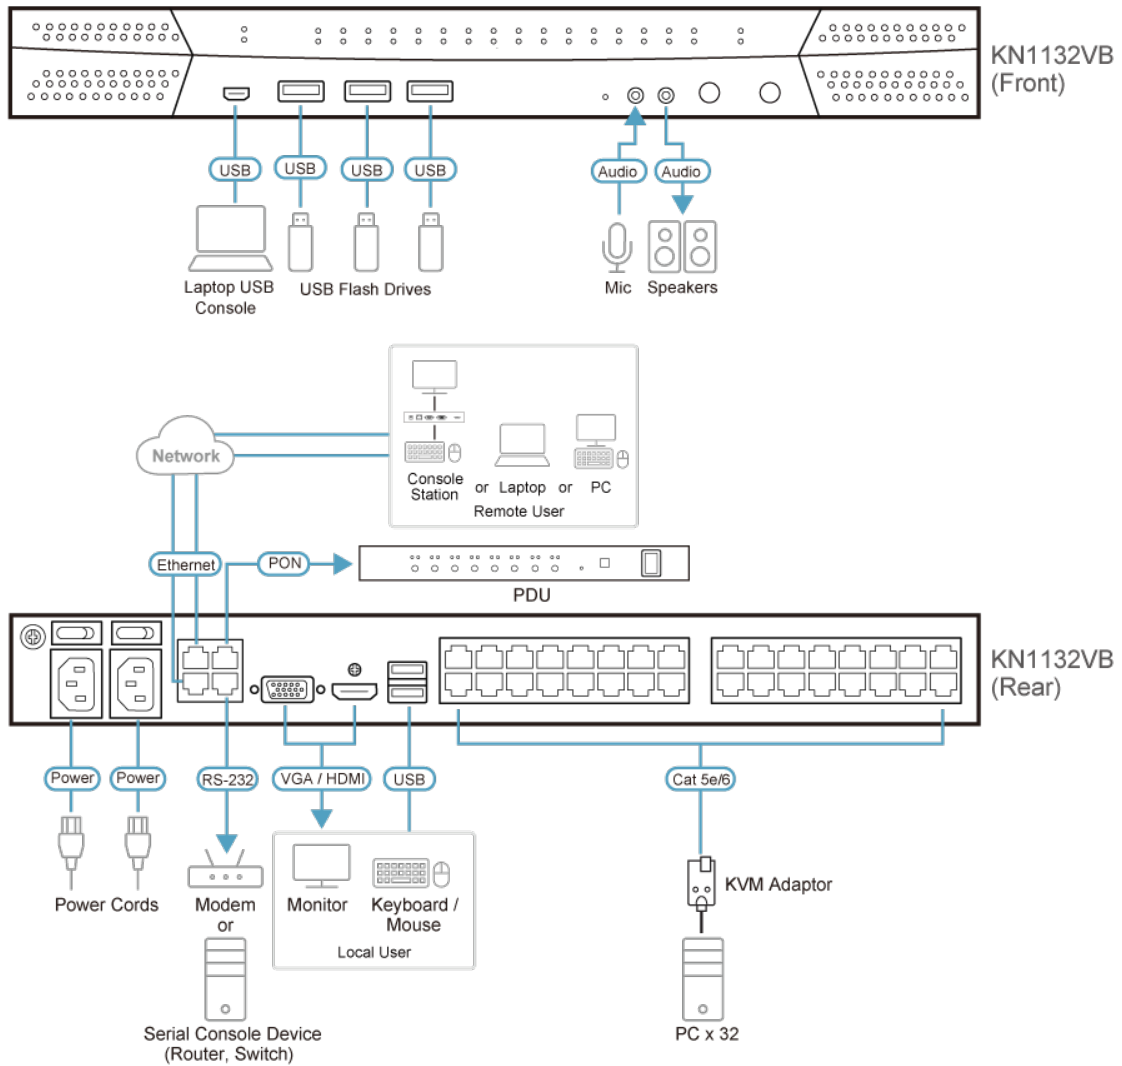 KN1132VB
(Front)
USB
USB
USB
USB
Audio
Audio
Laptop USB
Console
USB Flash Drives
Mic
Speakers
Network
Console
Station
or
Laptop
or
PC
Remote User
Ethernet
PON
PDU
KN1132VB
(Rear)
Power
Power
RS-232
VGA / HDMI
USB
Cat 5e/6
Power Cords
Modem
or
Monitor
Keyboard /
Mouse
Local User
KVM Adaptor
Serial Console Device
(Router, Switch)
PC x 32